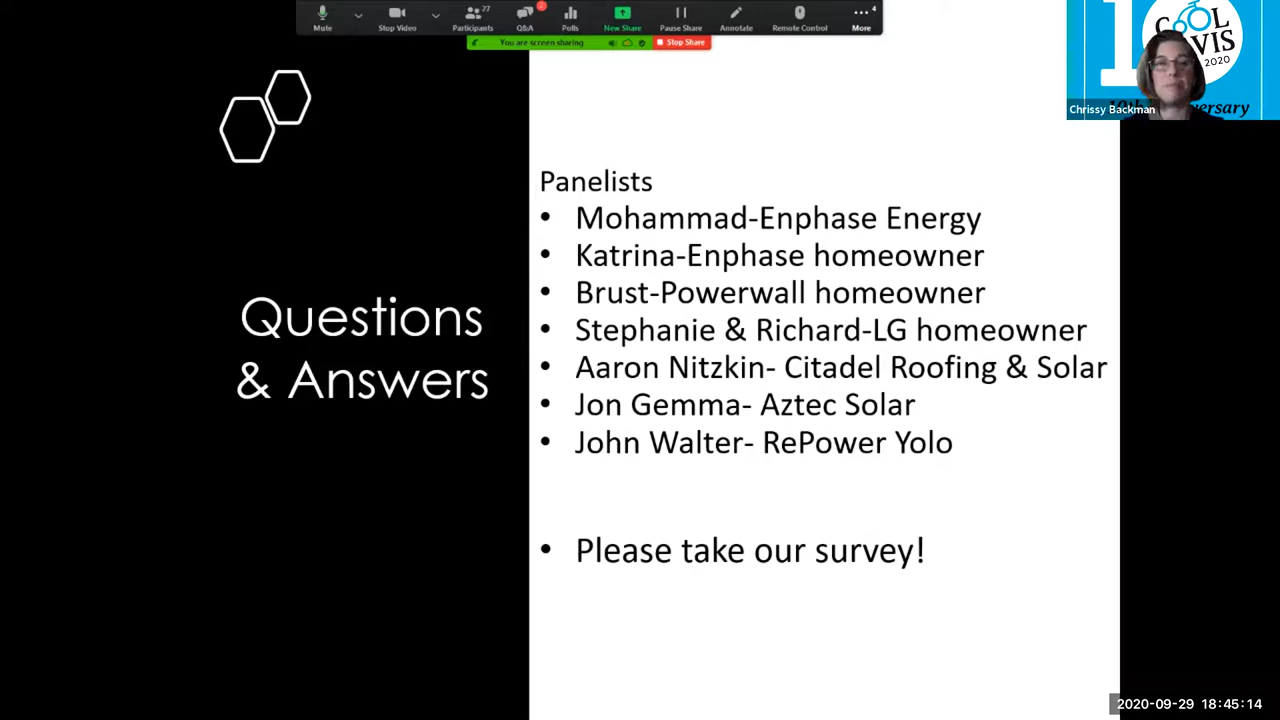 27
4
Mute
Stop Video
Participants
Q&A
Polls
New Share
Pause Share
Annotate
Remote Control
More
You are screen sharing
Stop Share
2020
Chrissy Backman
Questions
& Answers
Panelists
• Mohammad-Enphase Energy
• Katrina-Enphase homeowner
• Brust-Powerwall homeowner
• Stephanie & Richard-LG homeowner
• Aaron Nitzkin- Citadel Roofing & Solar
• Jon Gemma- Aztec Solar
• John Walter- RePower Yolo
• Please take our survey!
2020-09-29 18:45:14